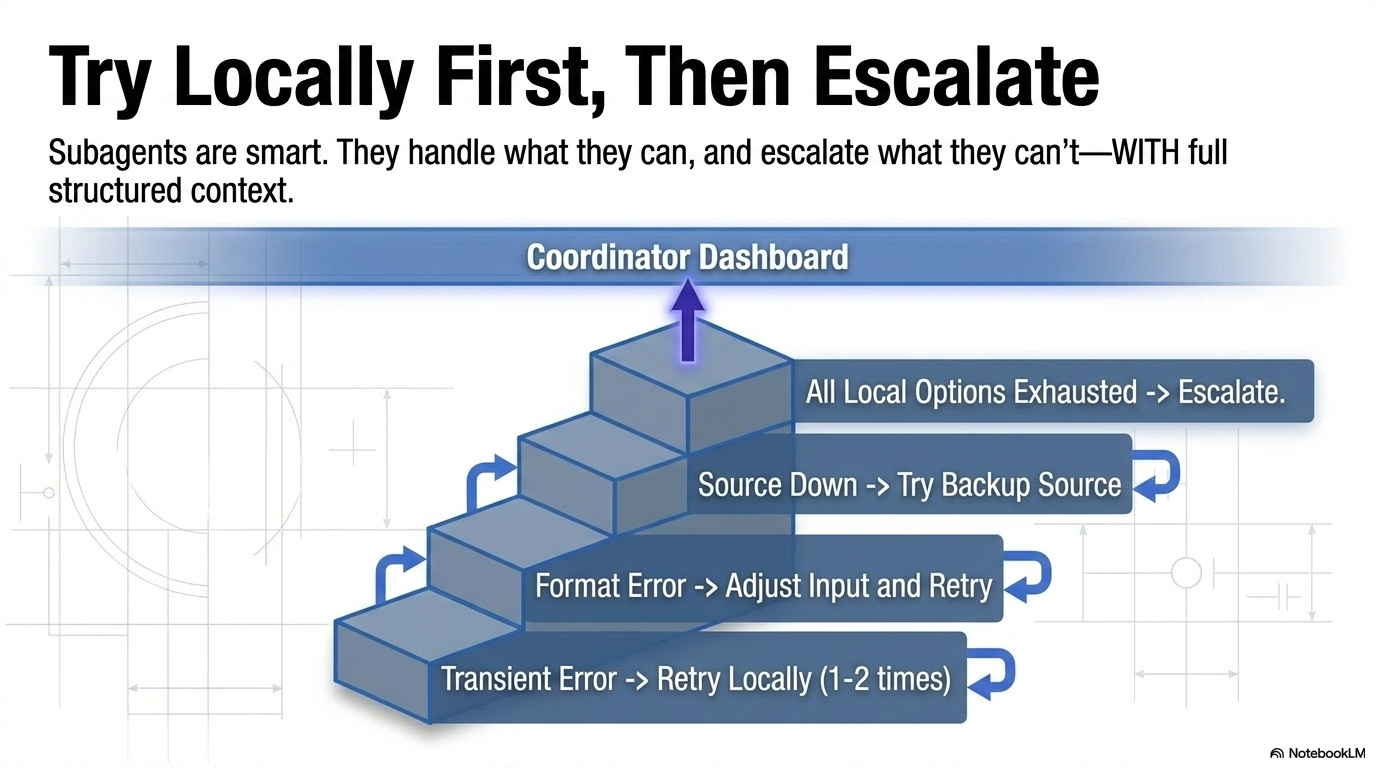 Try Locally First, Then Escalate
Subagents are smart. They handle what they can, and escalate what they can’t—WITH full
structured context.
Coordinator Dashboard
All Local Options Exhausted -> Escalate.
Source Down -> Try Backup Source
Format Error -> Adjust Input and Retry
Transient Error -> Retry Locally (1-2 times)
NotebookLM